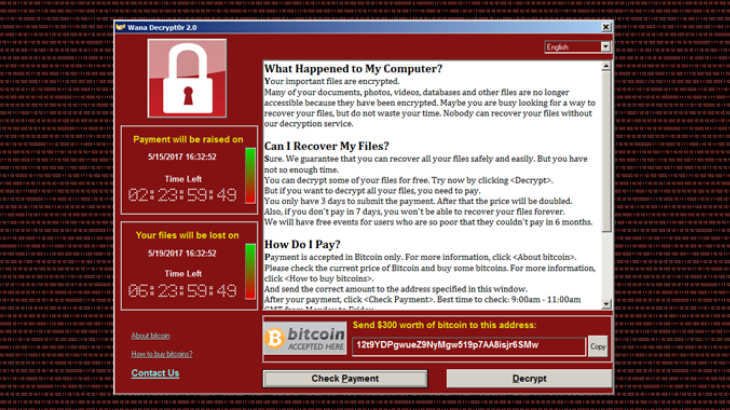 Wana Decrypt0r 2.0
English
What Happened to My Computer?
Your important files are encrypted.
Many of your documents, photos, videos, databases and other files are no longer
accessible because they have been encrypted. Maybe you are busy looking for a way to
recover your files, but do not waste your time. Nobody can recover your files without
our decryption service.
Can I Recover My Files?
Sure. We guarantee that you can recover all your files safely and easily. But you have
not so enough time.
You can decrypt some of your files for free. Try now by clicking <Decrypt>.
But if you want to decrypt all your files, you need to pay.
You only have 3 days to submit the payment. After that the price will be doubled.
Also, if you don't pay in 7 days, you won't be able to recover your files forever.
We will have free events for users who are so poor that they couldn't pay in 6 months.
How Do I Pay?
Payment is accepted in Bitcoin only. For more information, click <About bitcoin>.
Please check the current price of Bitcoin and buy some bitcoins. For more information,
click <How to buy bitcoins>.
And send the correct amount to the address specified in this window.
After your payment, click <Check Payment>. Best time to check: 9:00am - 11:00am
GMT from Monday to Friday.
Payment will be raised on
5/15/2017 16:32:52
Time Left
02:23:59:49
Your files will be lost on
5/19/2017 16:32:52
Time Left
06:23:59:49
About bitcoin
How to buy bitcoins?
Contact Us
bitcoin
ACCEPTED HERE
Send $300 worth of bitcoin to this address:
12t9YDPgwueZ9NyMgw519p7AA8isjr6SMw
Copy
Check Payment
Decrypt